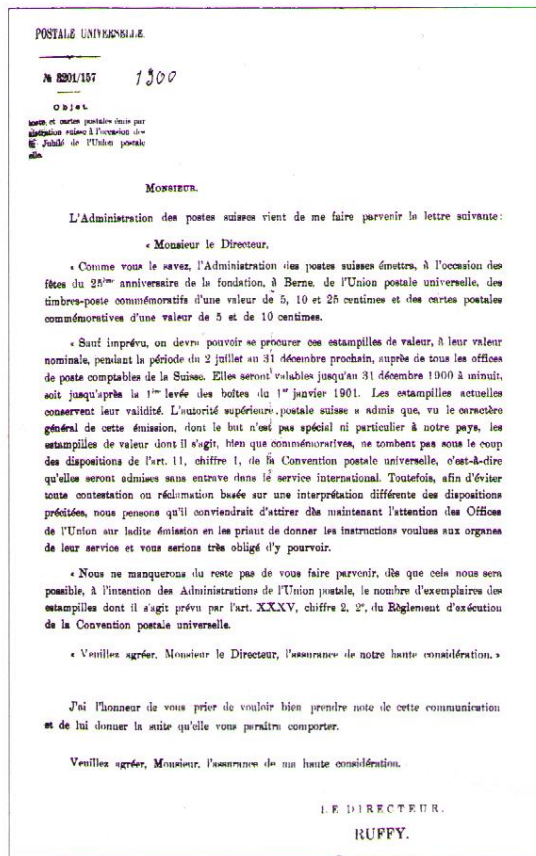 POSTALE UNIVERSELLE.
№ 3201/157 1900
Objet
et cartes postales émis par
suisse à l'occasion des
Jubilé de l'Union postale
elle.
MONSIEUR.
L'Administration des postes suisses vient de me faire parvenir la lettre suivante:
« Monsieur le Directeur,
« Comme vous le savez, l'Administration des postes suisses émettra, à l'occasion des
fêtes du 25ème anniversaire de la fondation, à Berne, de l'Union postale universelle, des
timbres-poste commémoratifs d'une valeur de 5, 10 et 25 centimes et des cartes postales
commémoratives d'une valeur de 5 et de 10 centimes.
« Sauf imprévu, on devra pouvoir se procurer ces estampilles de valeur, à leur valeur
nominale, pendant la période du 2 juillet au 31 décembre prochain, auprès de tous les offices
de poste comptables de la Suisse. Elles seront valables jusqu'au 31 décembre 1900 à minuit,
soit jusqu'après la 1ère levée des boîtes du 1er janvier 1901. Les estampilles actuelles
conservent leur validité. L'autorité supérieure postale suisse a admis que, vu le caractère
général de cette émission, dont le but n'est pas spécial ni particulier à notre pays, les
estampilles de valeur dont il s'agit, bien que commémoratives, ne tombent pas sous le coup
des dispositions de l'art. 11, chiffre 1, de la Convention postale universelle, c'est-à-dire
qu'elles seront admises sans entrave dans le service international. Toutefois, afin d'éviter
toute contestation ou réclamation basée sur une interprétation différente des dispositions
précitées, nous pensons qu'il conviendrait d'attirer dès maintenant l'attention des Offices
de l'Union sur ladite émission en les priant de donner les instructions voulues aux organes
de leur service et vous serions très obligé d'y pourvoir.
« Nous ne manquerons du reste pas de vous faire parvenir, dès que cela nous sera
possible, à l'intention des Administrations de l'Union postale, le nombre d'exemplaires des
estampilles dont il s'agit prévu par l'art. XXXV, chiffre 2, 2°, du Règlement d'exécution
de la Convention postale universelle.
« Veuillez agréer, Monsieur le Directeur, l'assurance de notre haute considération. »
J'ai l'honneur de vous prier de vouloir bien prendre note de cette communication
et de lui donner la suite qu'elle vous paraîtra comporter.
Veuillez agréer, Monsieur, l'assurance de ma haute considération.
LE DIRECTEUR.
RUFFY.